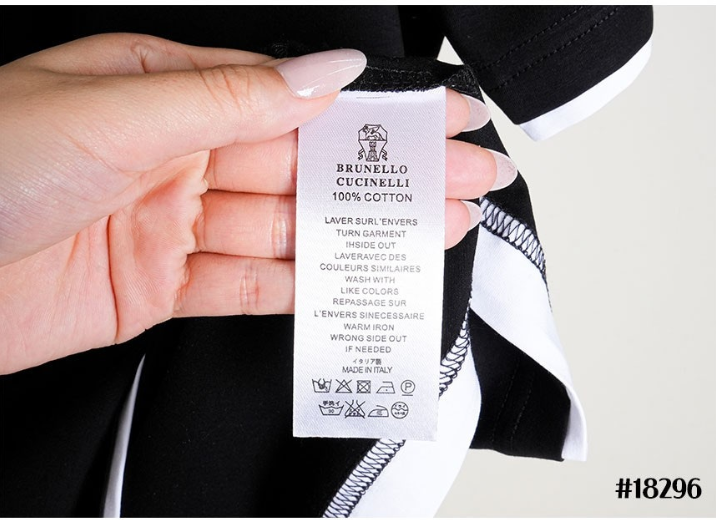 BRUNELLO
CUCINELLI
100% COTTON
LAVER SURL'ENVERS
TURN GARMENT
IHSIDE OUT
LAVERAVEC DES
COULEURS SIMILAIRES
WASH WITH
LIKE COLORS
REPASSAGE SUR
L'ENVERS SINECESSAIRE
WARM IRON
WRONG SIDE OUT
IF NEEDED
イタリア製
MADE IN ITALY
P
#18296